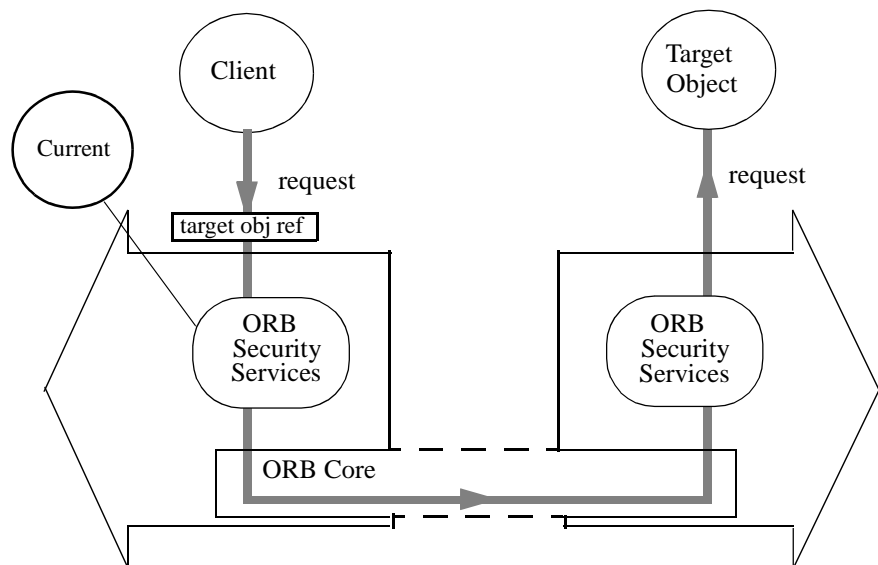 Client
Target
Object
Current
request
request
target obj ref
ORB
Security
Services
ORB
Security
Services
ORB Core